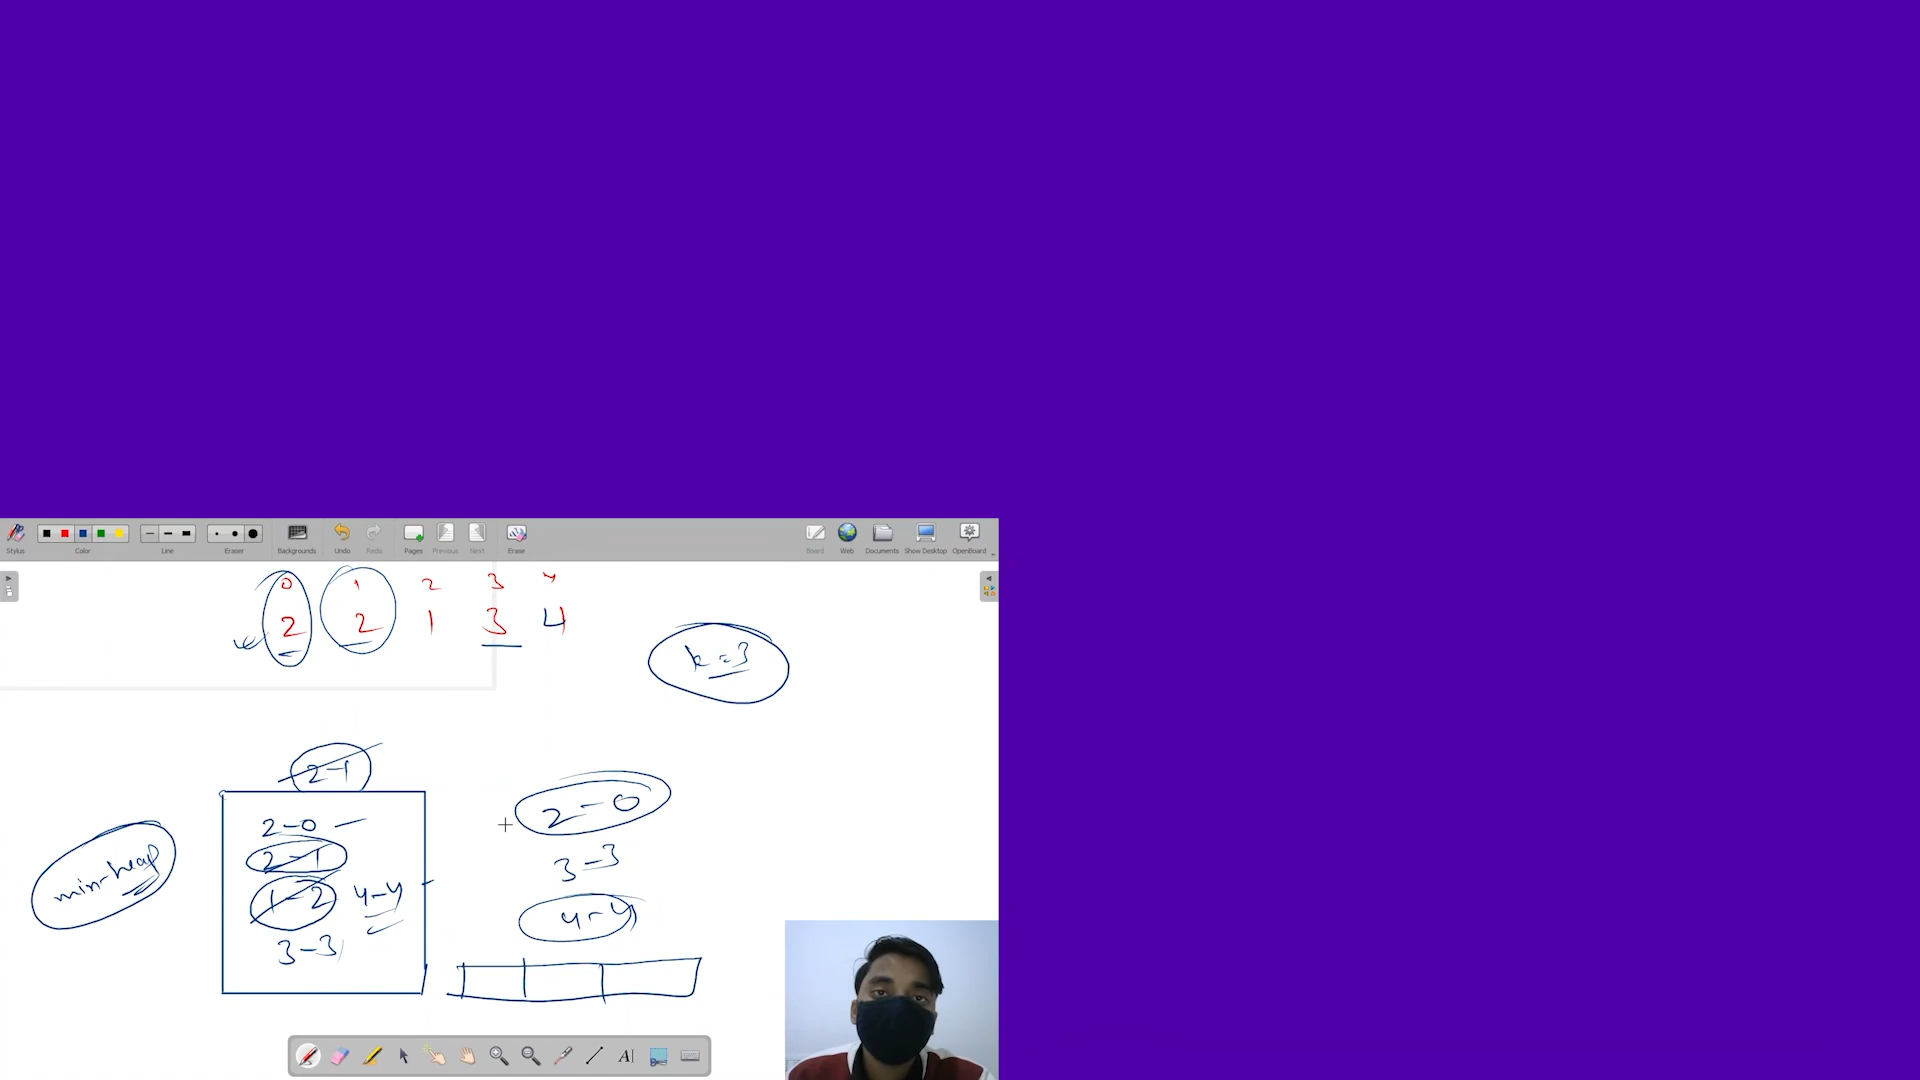 Stylus Color Line Eraser Backgrounds Undo Redo Pages Previous Next Erase Board Web Documents Show Desktop OpenBoard
0 1 2 3 4
2 2 1 3 4
k=3
2-1
2-0
2-0
2-1
3-3
min-heap
1-2 4-4
4-4
3-3
A